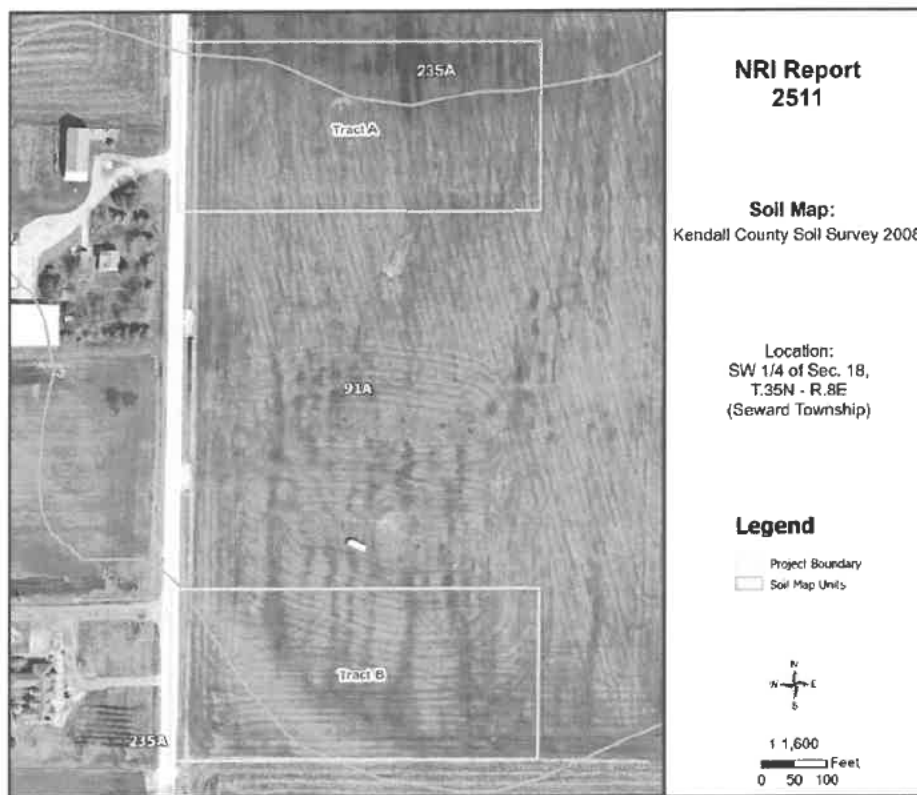 235A
Tract A
91A
Tract B
235A
NRI Report
2511
Soil Map:
Kendall County Soil Survey 2008
Location:
SW 1/4 of Sec. 18,
T.35N - R.8E
(Seward Township)
Legend
Project Boundary
Soil Map Units
N
W E
S
1 1,600
Feet
0 50 100